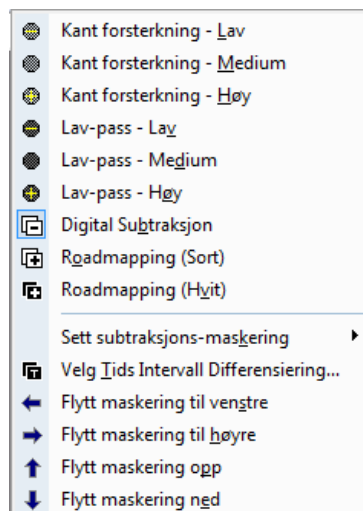 Kant forsterkning - Lav
Kant forsterkning - Medium
Kant forsterkning - Høy
Lav-pass - Lav
Lav-pass - Medium
Lav-pass - Høy
Digital Subtraksjon
Roadmapping (Sort)
Roadmapping (Hvit)
Sett subtraksjons-maskering
Velg Tids Intervall Differensiering...
Flytt maskering til venstre
Flytt maskering til høyre
Flytt maskering opp
Flytt maskering ned